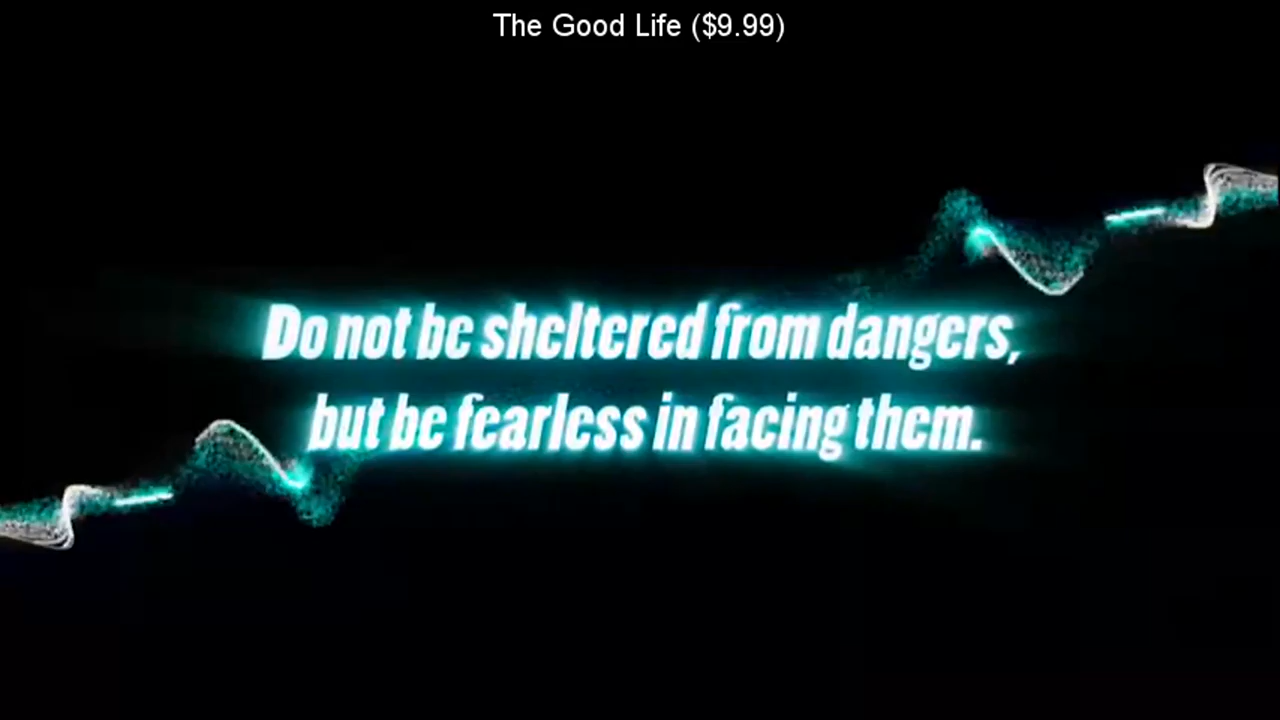 The Good Life ($9.99)
Do not be sheltered from dangers,
but be fearless in facing them.